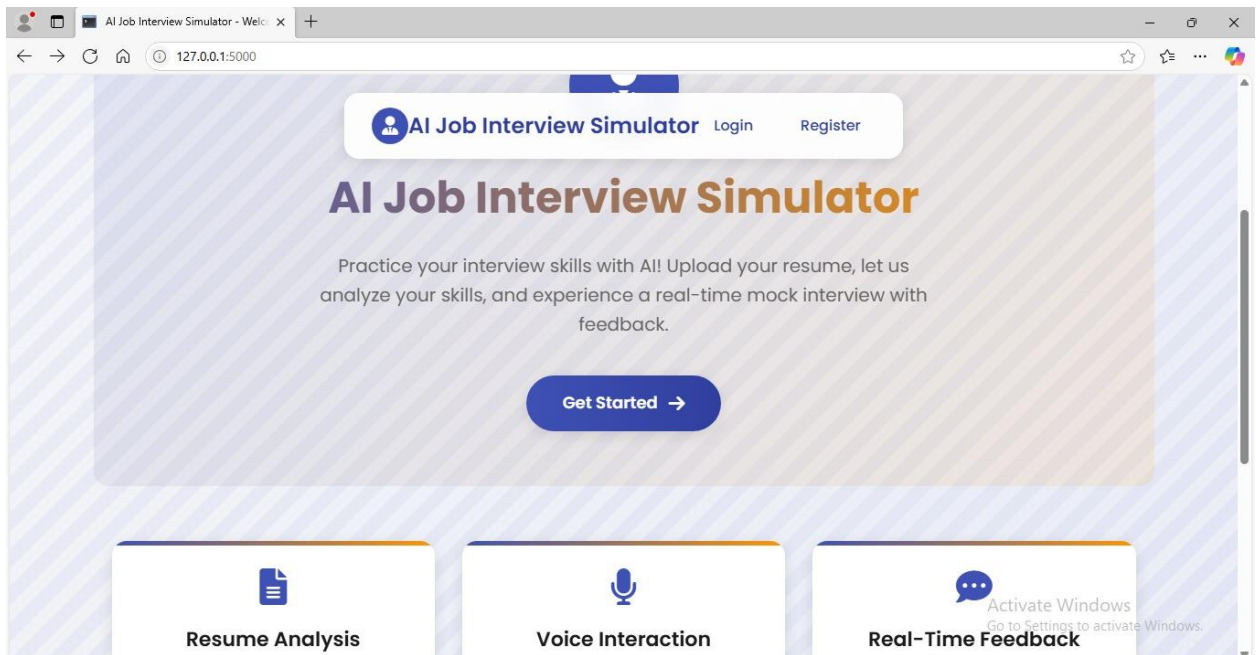 AI Job Interview Simulator - Welc
127.0.0.1:5000
AI Job Interview Simulator Login Register
AI Job Interview Simulator
Practice your interview skills with AI! Upload your resume, let us
analyze your skills, and experience a real-time mock interview with
feedback.
Get Started →
Resume Analysis
Voice Interaction
Real-Time Feedback
Activate Windows
Go to Settings to activate Windows.